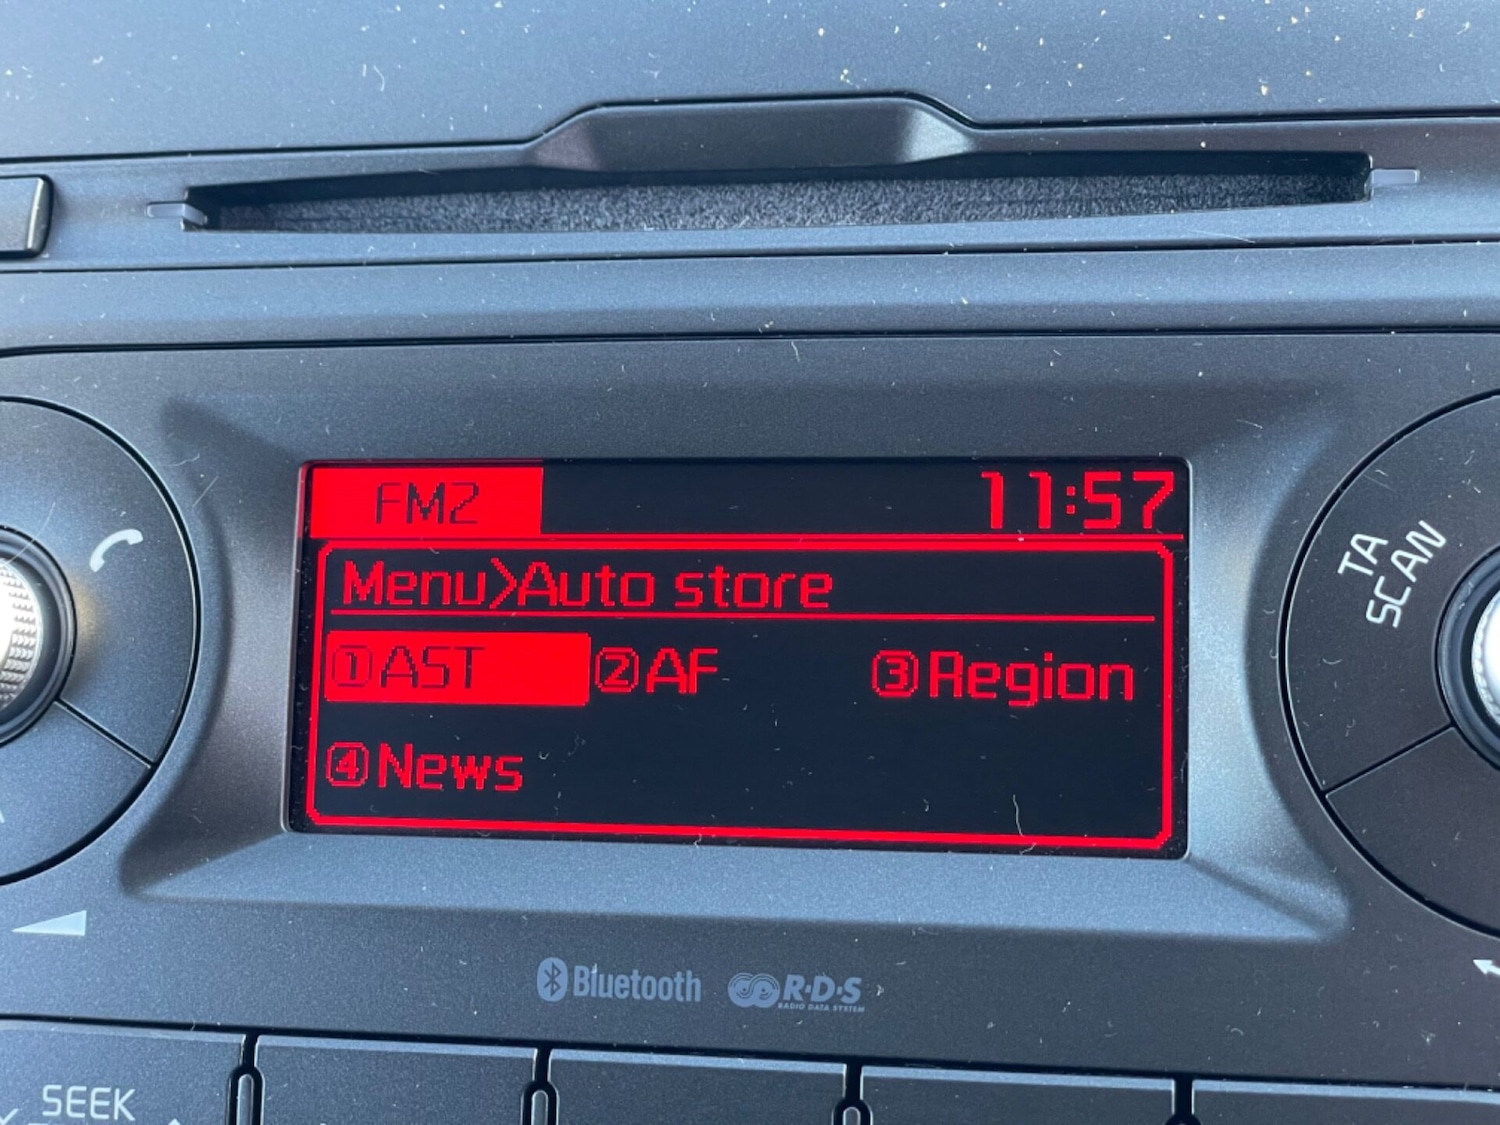 FM2 11:57
Menu>Auto store
①AST ②AF ③Region
④News
TA
SCAN
Bluetooth R·D·S
RADIO DATA SYSTEM
SEEK